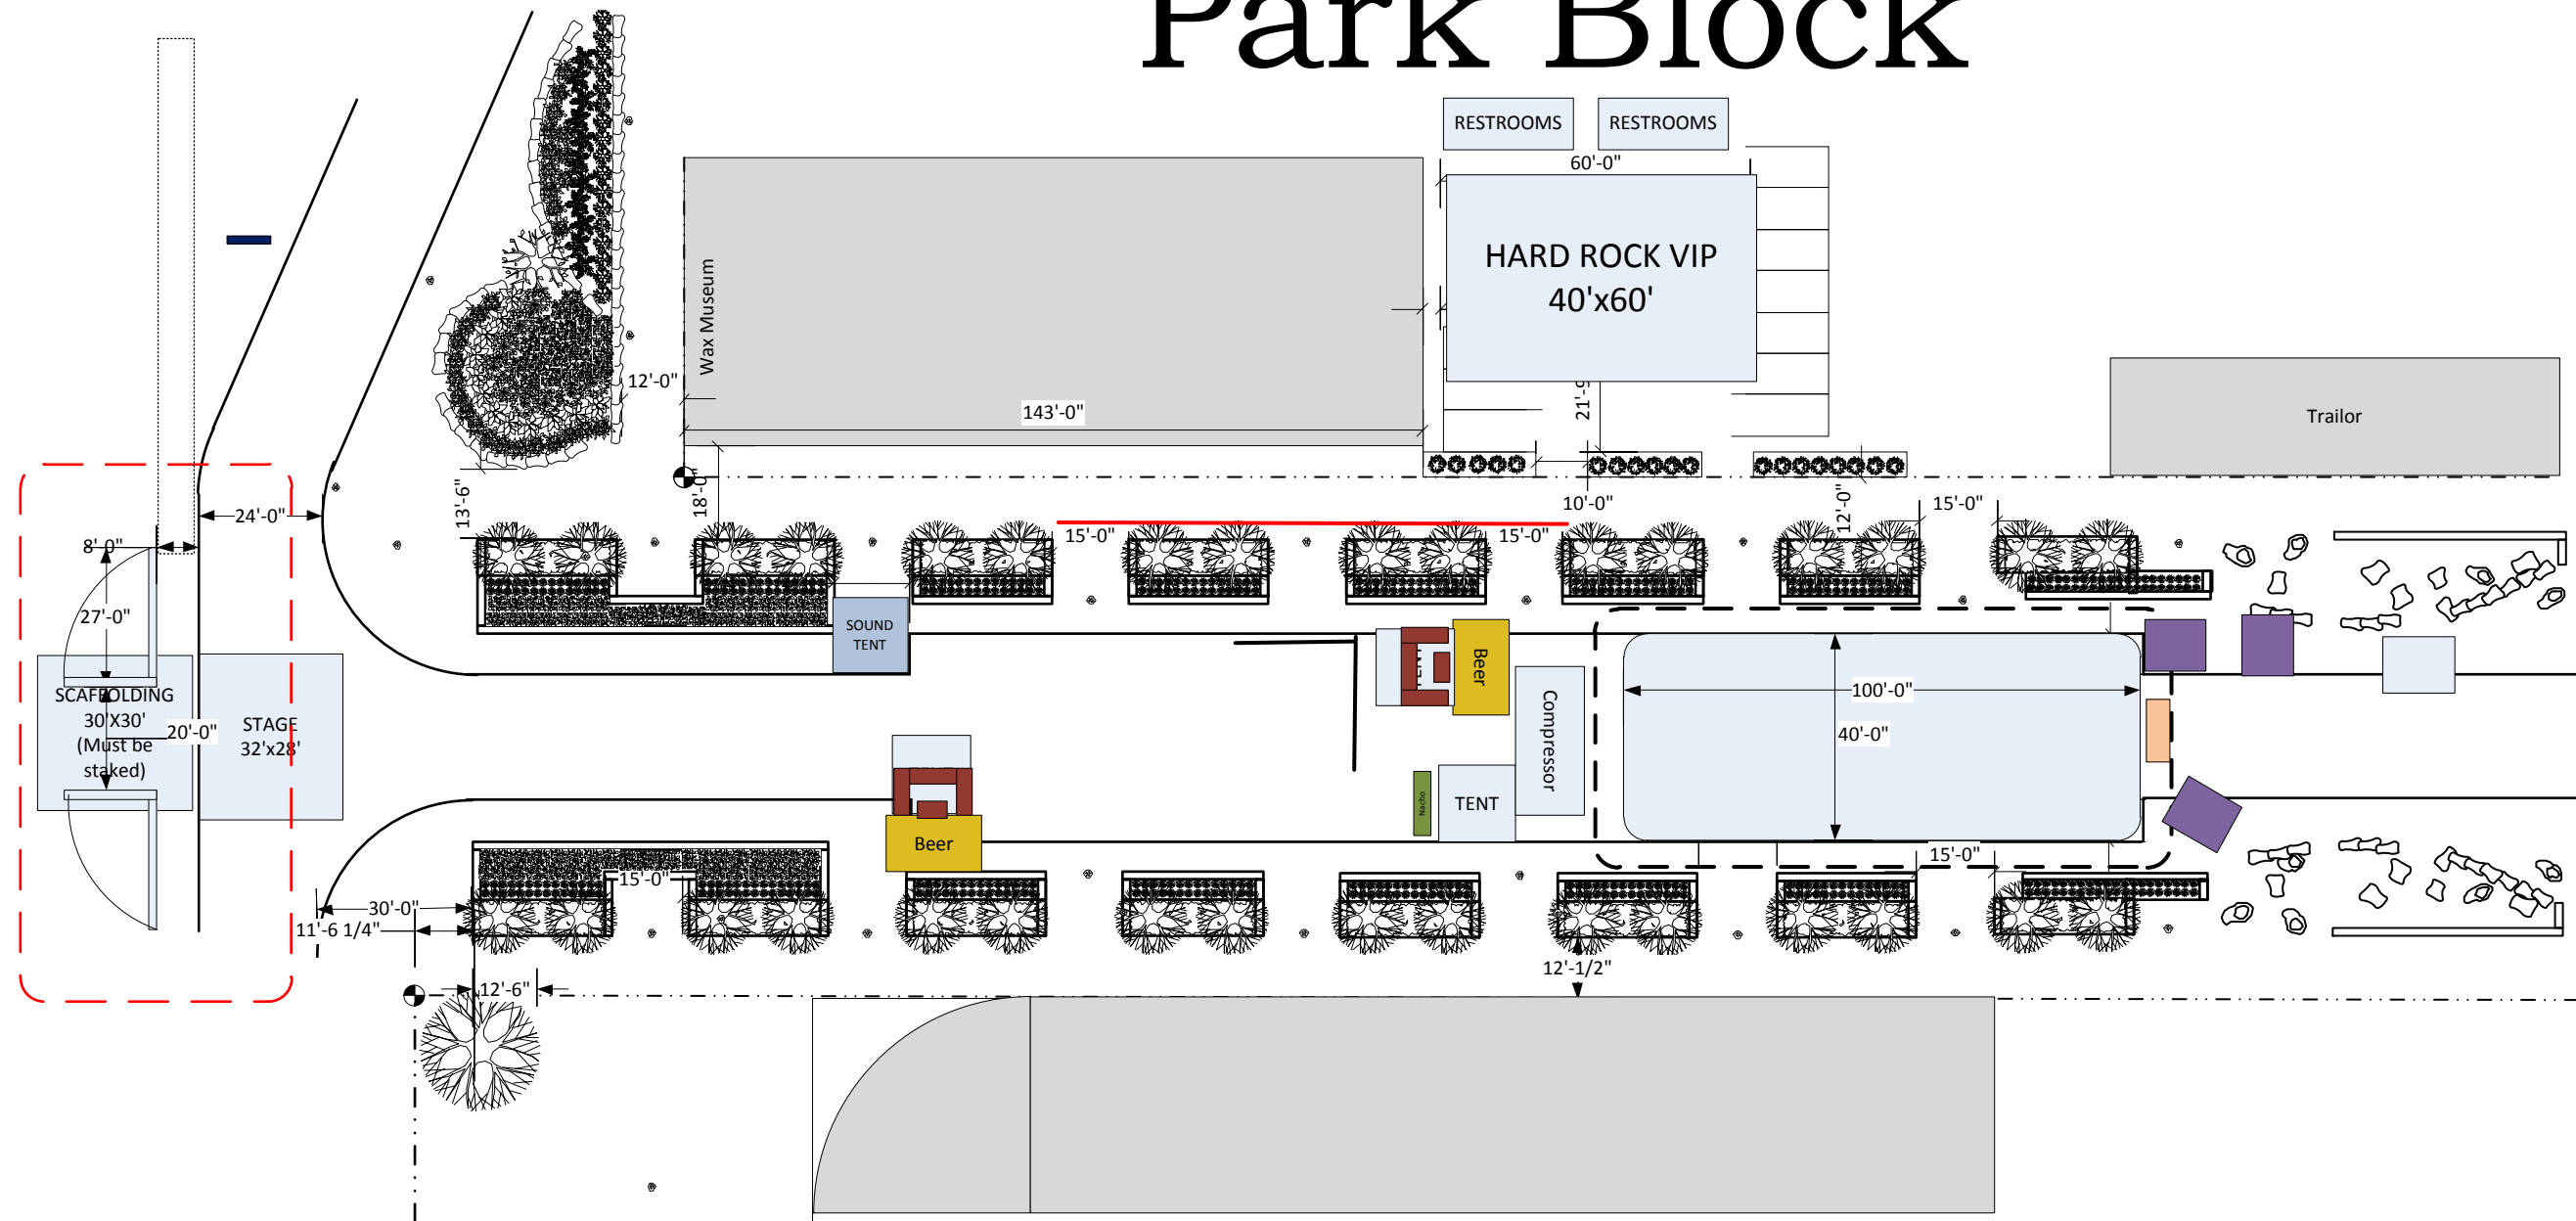 Park Block
RESTROOMS
RESTROOMS
60'-0"
HARD ROCK VIP
40'x60'
Wax Museum
12'-0"
143'-0"
Trailor
13'-6"
18'-0"
10'-0"
12'-0"
15'-0"
24'-0"
8'-0"
15'-0"
15'-0"
27'-0"
SOUND
TENT
Beer
SCAFFOLDING
30'X30'
(Must be
staked)
20'-0"
STAGE
32'x28'
Compressor
100'-0"
40'-0"
Nacho
TENT
Beer
15'-0"
15'-0"
30'-0"
11'-6 1/4"
12'-1/2"
12'-6"